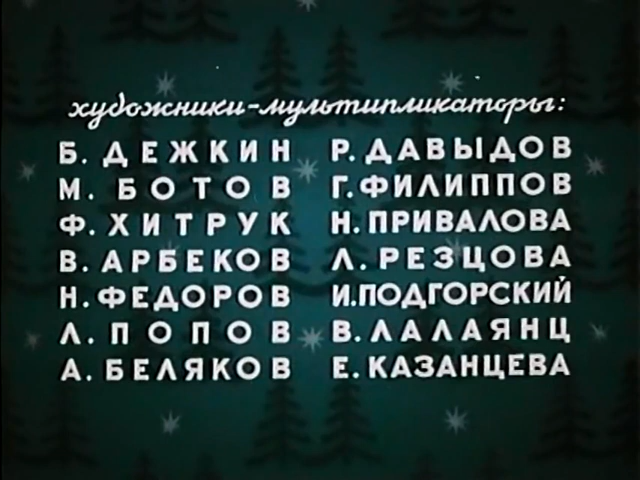 художники-мультипликаторы:
Б. ДЕЖКИН Р. ДАВЫДОВ
М. БОТОВ Г. ФИЛИППОВ
Ф. ХИТРУК Н. ПРИВАЛОВА
В. АРБЕКОВ Л. РЕЗЦОВА
Н. ФЕДОРОВ И. ПОДГОРСКИЙ
Л. ПОПОВ В. ЛАЛАЯНЦ
А. БЕЛЯКОВ Е. КАЗАНЦЕВА